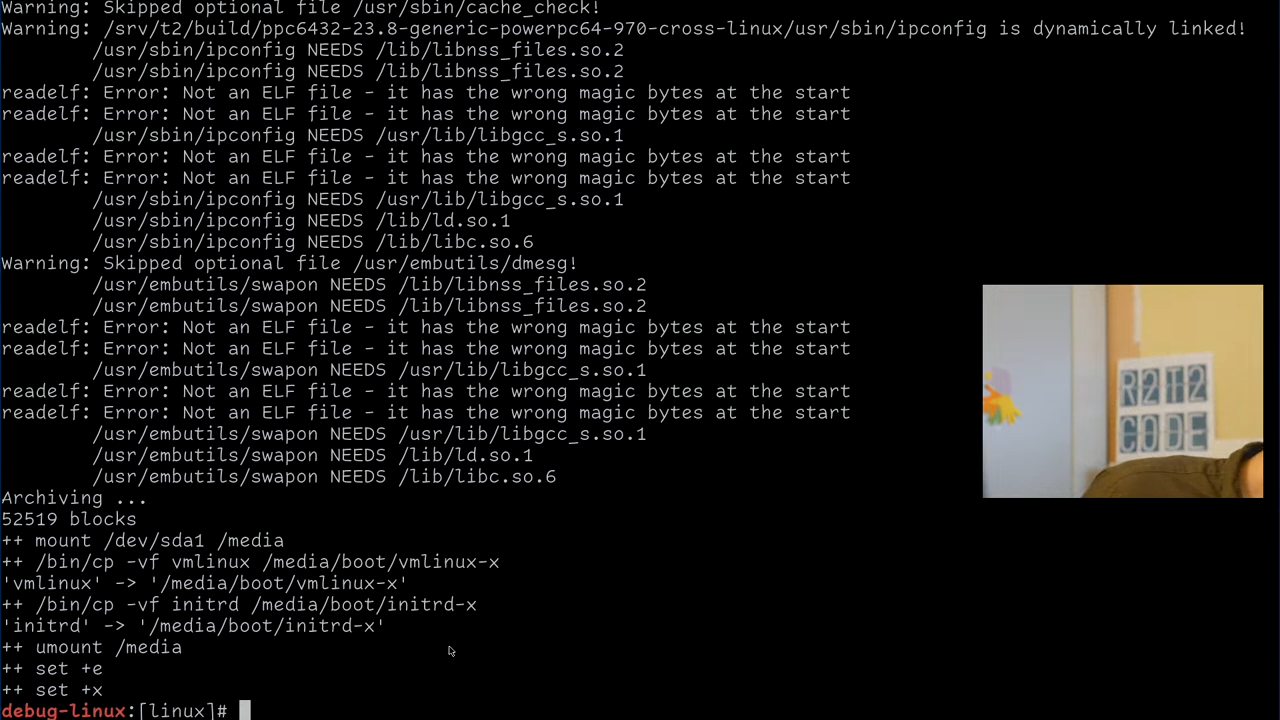 Warning: Skipped optional file /usr/sbin/cache_check!
Warning: /srv/t2/build/ppc6432-23.8-generic-powerpc64-970-cross-linux/usr/sbin/ipconfig is dynamically linked!
/usr/sbin/ipconfig NEEDS /lib/libnss_files.so.2
/usr/sbin/ipconfig NEEDS /lib/libnss_files.so.2
readelf: Error: Not an ELF file - it has the wrong magic bytes at the start
readelf: Error: Not an ELF file - it has the wrong magic bytes at the start
/usr/sbin/ipconfig NEEDS /usr/lib/libgcc_s.so.1
readelf: Error: Not an ELF file - it has the wrong magic bytes at the start
readelf: Error: Not an ELF file - it has the wrong magic bytes at the start
/usr/sbin/ipconfig NEEDS /usr/lib/libgcc_s.so.1
/usr/sbin/ipconfig NEEDS /lib/ld.so.1
/usr/sbin/ipconfig NEEDS /lib/libc.so.6
Warning: Skipped optional file /usr/embutils/dmesg!
/usr/embutils/swapon NEEDS /lib/libnss_files.so.2
/usr/embutils/swapon NEEDS /lib/libnss_files.so.2
readelf: Error: Not an ELF file - it has the wrong magic bytes at the start
readelf: Error: Not an ELF file - it has the wrong magic bytes at the start
/usr/embutils/swapon NEEDS /usr/lib/libgcc_s.so.1
readelf: Error: Not an ELF file - it has the wrong magic bytes at the start
readelf: Error: Not an ELF file - it has the wrong magic bytes at the start
/usr/embutils/swapon NEEDS /usr/lib/libgcc_s.so.1
/usr/embutils/swapon NEEDS /lib/ld.so.1
/usr/embutils/swapon NEEDS /lib/libc.so.6
Archiving ...
52519 blocks
++ mount /dev/sda1 /media
++ /bin/cp -vf vmlinux /media/boot/vmlinux-x
'vmlinux' -> '/media/boot/vmlinux-x'
++ /bin/cp -vf initrd /media/boot/initrd-x
'initrd' -> '/media/boot/initrd-x'
++ umount /media
++ set +e
++ set +x
debug-linux:[linux]#
R2T2
CODE